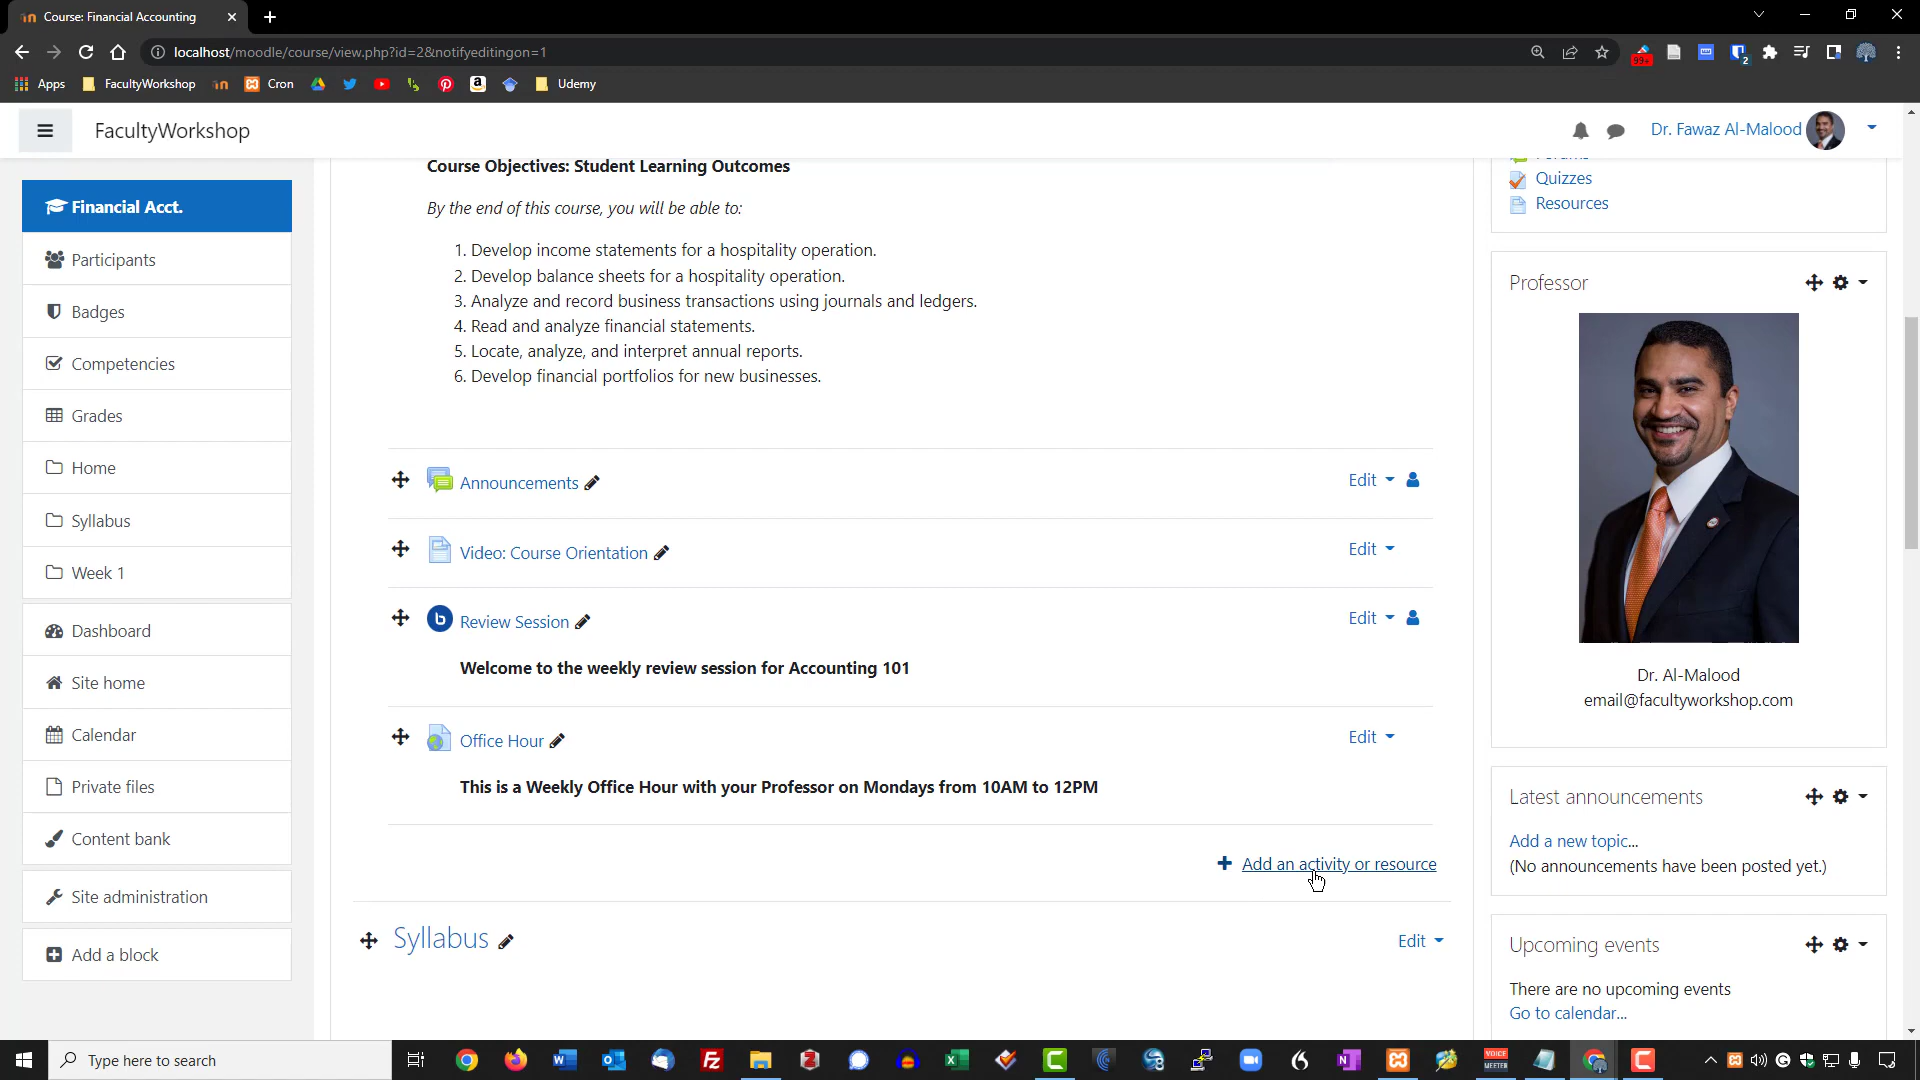 Course: Financial Accounting
localhost/moodle/course/view.php?id=2&notifyeditingon=1
99+
2
Apps
FacultyWorkshop
Cron
Udemy
FacultyWorkshop
Dr. Fawaz Al-Malood
Financial Acct.
Participants
Badges
Competencies
Grades
Home
Syllabus
Week 1
Dashboard
Site home
Calendar
Private files
Content bank
Site administration
Add a block
Course Objectives: Student Learning Outcomes
By the end of this course, you will be able to:
1. Develop income statements for a hospitality operation.
2. Develop balance sheets for a hospitality operation.
3. Analyze and record business transactions using journals and ledgers.
4. Read and analyze financial statements.
5. Locate, analyze, and interpret annual reports.
6. Develop financial portfolios for new businesses.
Announcements
Edit
Video: Course Orientation
Edit
b
Review Session
Edit
Welcome to the weekly review session for Accounting 101
Office Hour
Edit
This is a Weekly Office Hour with your Professor on Mondays from 10AM to 12PM
Add an activity or resource
Syllabus
Edit
Forums
Quizzes
Resources
Professor
Dr. Al-Malood
email@facultyworkshop.com
Latest announcements
Add a new topic...
(No announcements have been posted yet.)
Upcoming events
There are no upcoming events
Go to calendar...
Type here to search
VOICE
MEETER